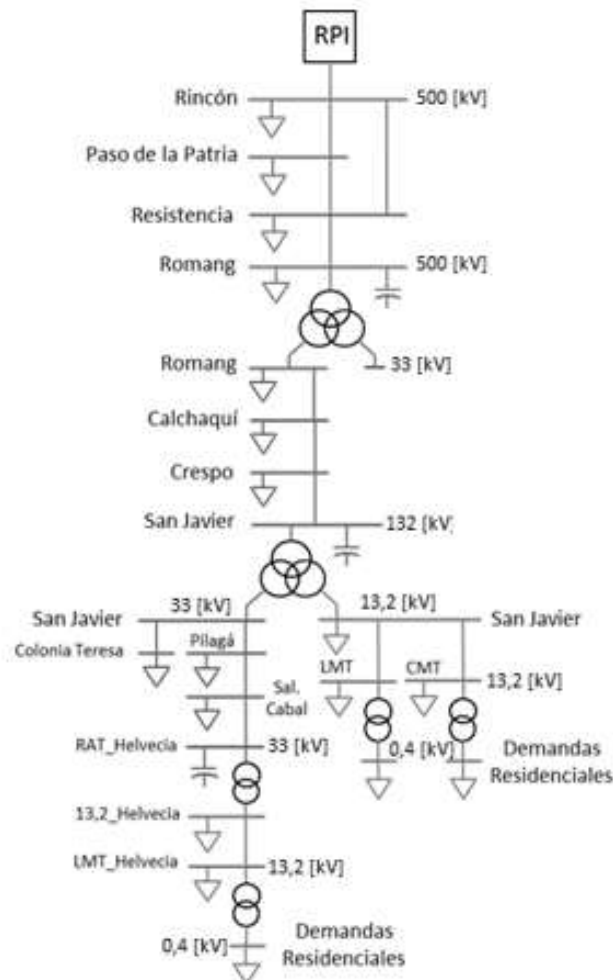 RPI
Rincón
500 [kV]
Paso de la Patria
Resistencia
Romang
500 [kV]
Romang
33 [kV]
Calchaquí
Crespo
San Javier
132 [kV]
San Javier
33 [kV]
13,2 [kV]
San Javier
Colonia Teresa
Pilagá
LMT
CMT
13,2 [kV]
Sal.
Cabal
RAT_Helvecia
33 [kV]
0,4 [kV]
Demandas
Residenciales
13,2_Helvecia
LMT_Helvecia
13,2 [kV]
0,4 [kV]
Demandas
Residenciales